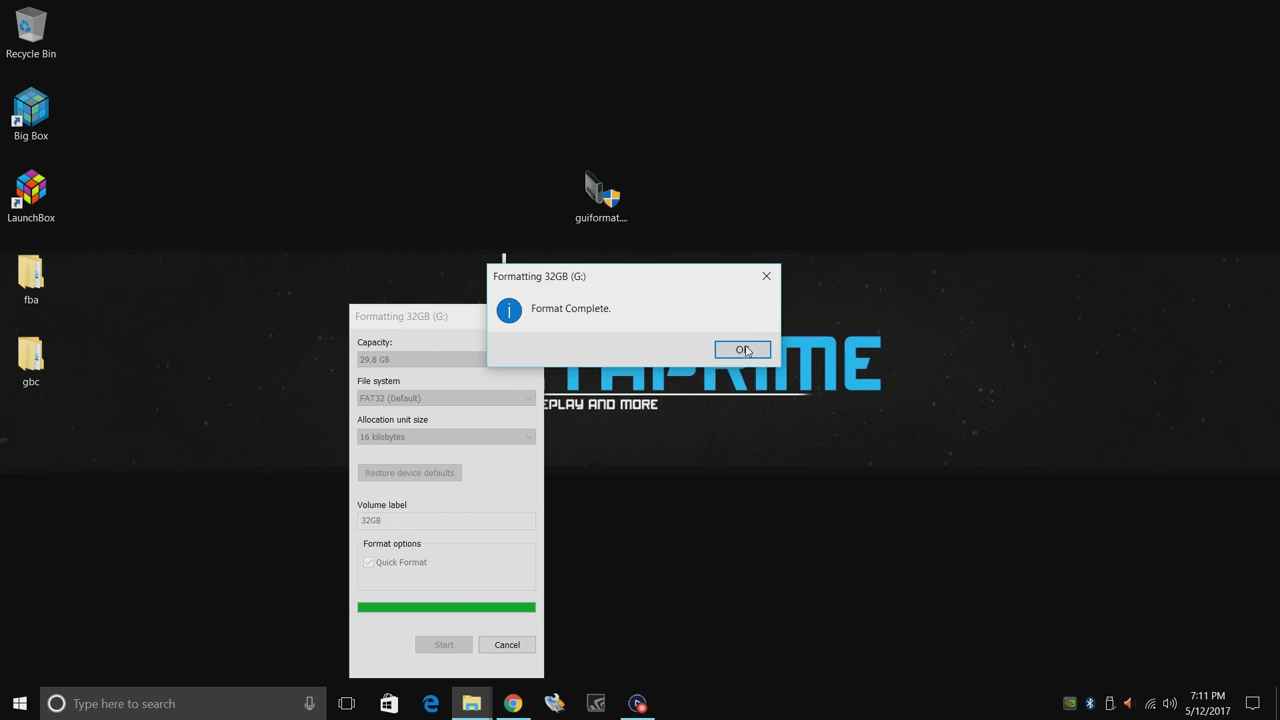 Recycle Bin
Big Box
LaunchBox
fba
gbc
guiformat....
Formatting 32GB (G:)
Format Complete.
Formatting 32GB (G:)
Capacity:
29.8 GB
File system
FAT32 (Default)
Allocation unit size
16 kilobytes
Restore device defaults
Volume label
32GB
Format options
Quick Format
Start
Cancel
PRIME
PLAY AND MORE
Type here to search
7:11 PM
5/12/2017